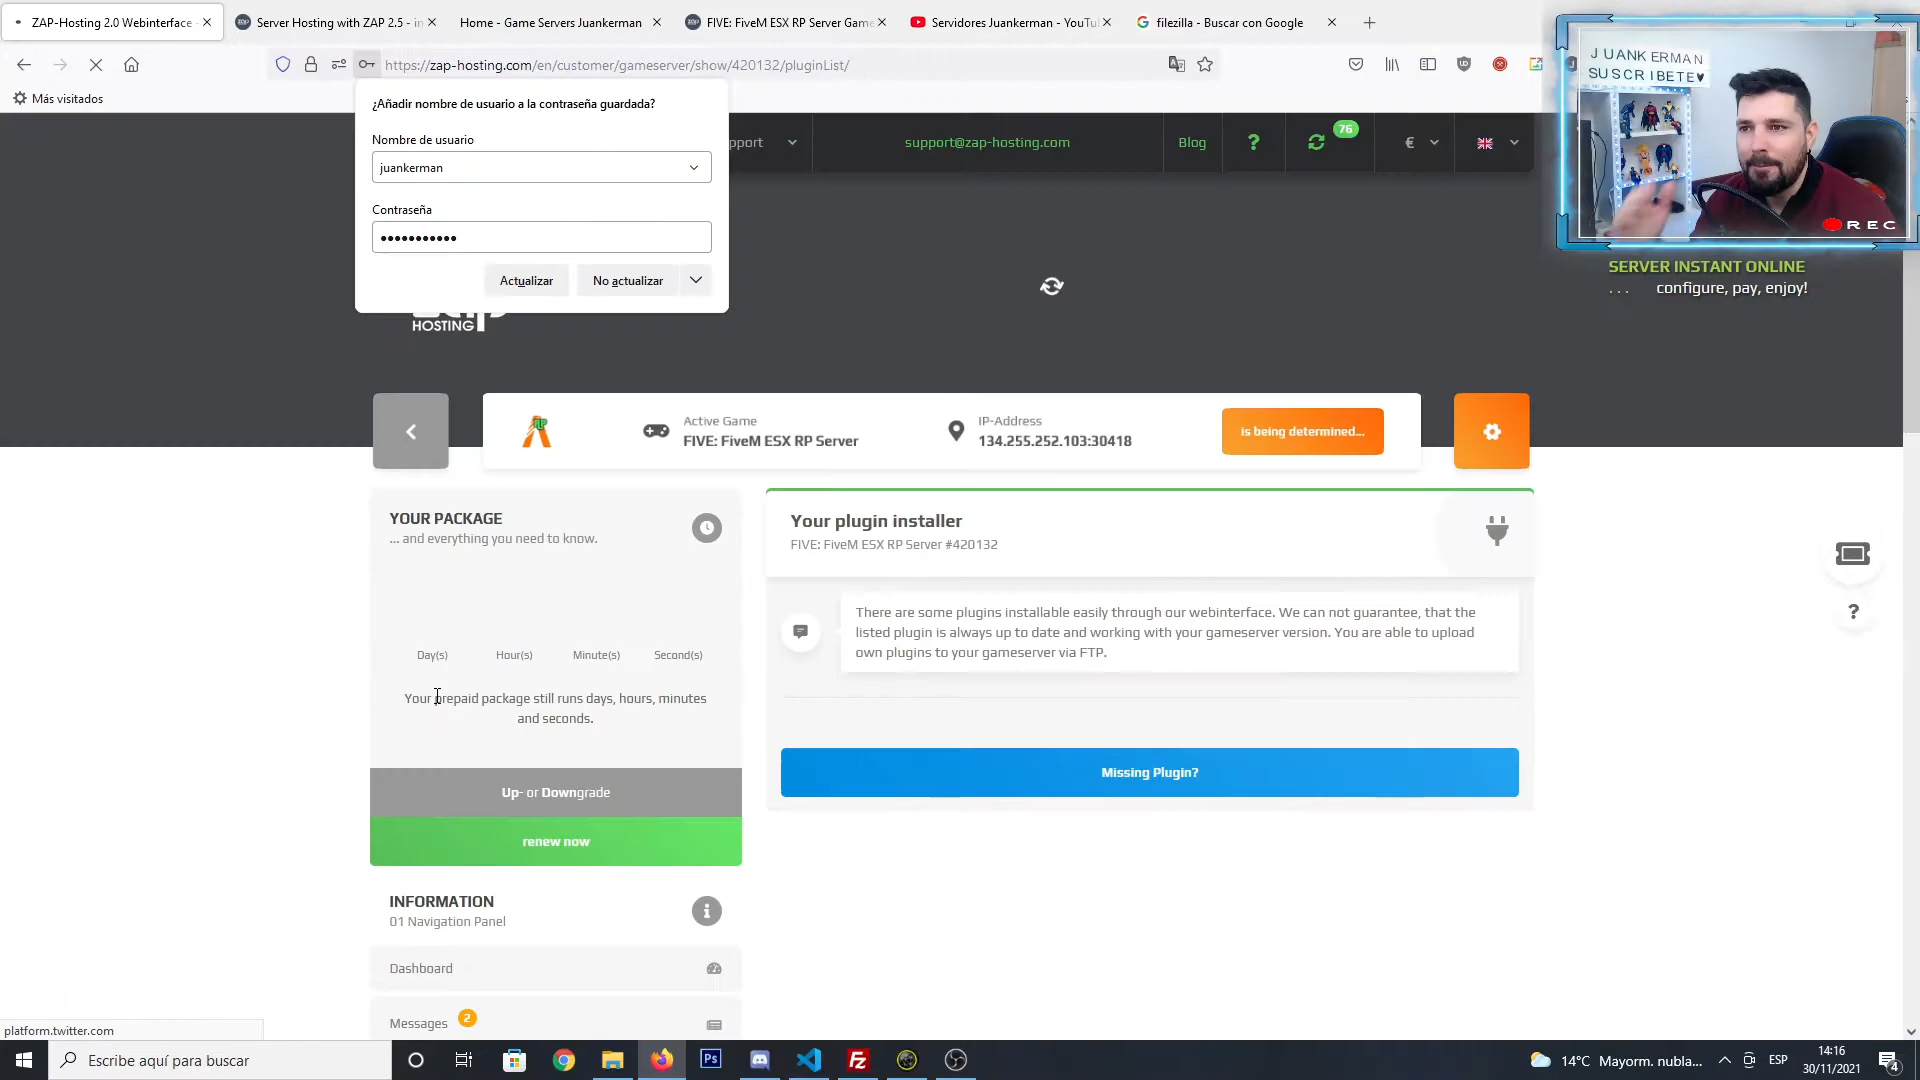 ZAP-Hosting 2.0 Webinterface -
Server Hosting with ZAP 2.5 - in
Home - Game Servers Juankerman
FIVE: FiveM ESX RP Server Game
Servidores Juankerman - YouTu
filezilla - Buscar con Google
https://zap-hosting.com/en/customer/gameserver/show/420132/pluginList/
Más visitados
¿Añadir nombre de usuario a la contraseña guardada?
Nombre de usuario
juankerman
Contraseña
•••••••••••
Actualizar
No actualizar
pport
support@zap-hosting.com
Blog
?
76
€
JUANKERMAN
SUSCRIBETE♥
REC
SERVER INSTANT ONLINE
... configure, pay, enjoy!
HOSTING
Active Game
FIVE: FiveM ESX RP Server
IP-Address
134.255.252.103:30418
is being determined...
YOUR PACKAGE
... and everything you need to know.
Day(s)
Hour(s)
Minute(s)
Second(s)
Your prepaid package still runs days, hours, minutes
and seconds.
Up- or Downgrade
renew now
INFORMATION
01 Navigation Panel
Dashboard
Messages
2
Your plugin installer
FIVE: FiveM ESX RP Server #420132
There are some plugins installable easily through our webinterface. We can not guarantee, that the
listed plugin is always up to date and working with your gameserver version. You are able to upload
own plugins to your gameserver via FTP.
Missing Plugin?
?
platform.twitter.com
Escribe aquí para buscar
Ps
Fz
14°C Mayorm. nubla...
ESP
14:16
30/11/2021
4